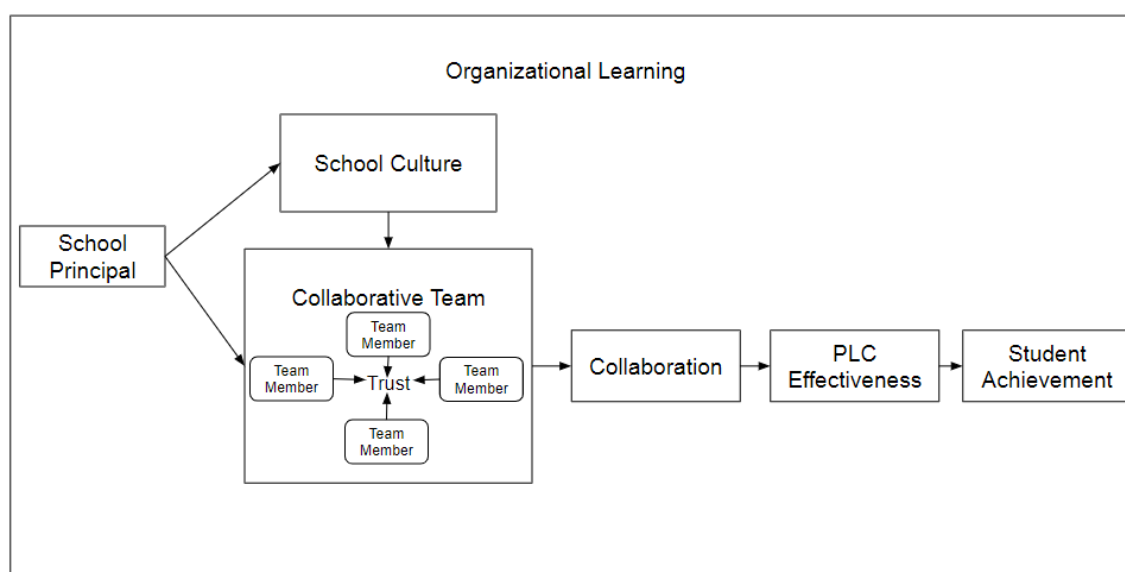 Organizational Learning
School Culture
School
Principal
Collaborative Team
Team
Member
Team
Member
Trust
Team
Member
Team
Member
Collaboration
PLC
Effectiveness
Student
Achievement